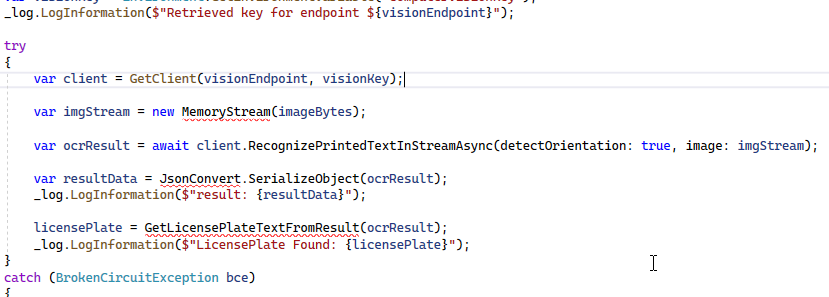 _log.LogInformation($"Retrieved key for endpoint ${visionEndpoint}");
try
{
var client = GetClient(visionEndpoint, visionKey);
var imgStream = new MemoryStream(imageBytes);
var ocrResult = await client.RecognizePrintedTextInStreamAsync(detectOrientation: true, image: imgStream);
var resultData = JsonConvert.SerializeObject(ocrResult);
_log.LogInformation($"result: {resultData}");
licensePlate = GetLicensePlateTextFromResult(ocrResult);
_log.LogInformation($"LicensePlate Found: {licensePlate}");
}
catch (BrokenCircuitException bce)
{